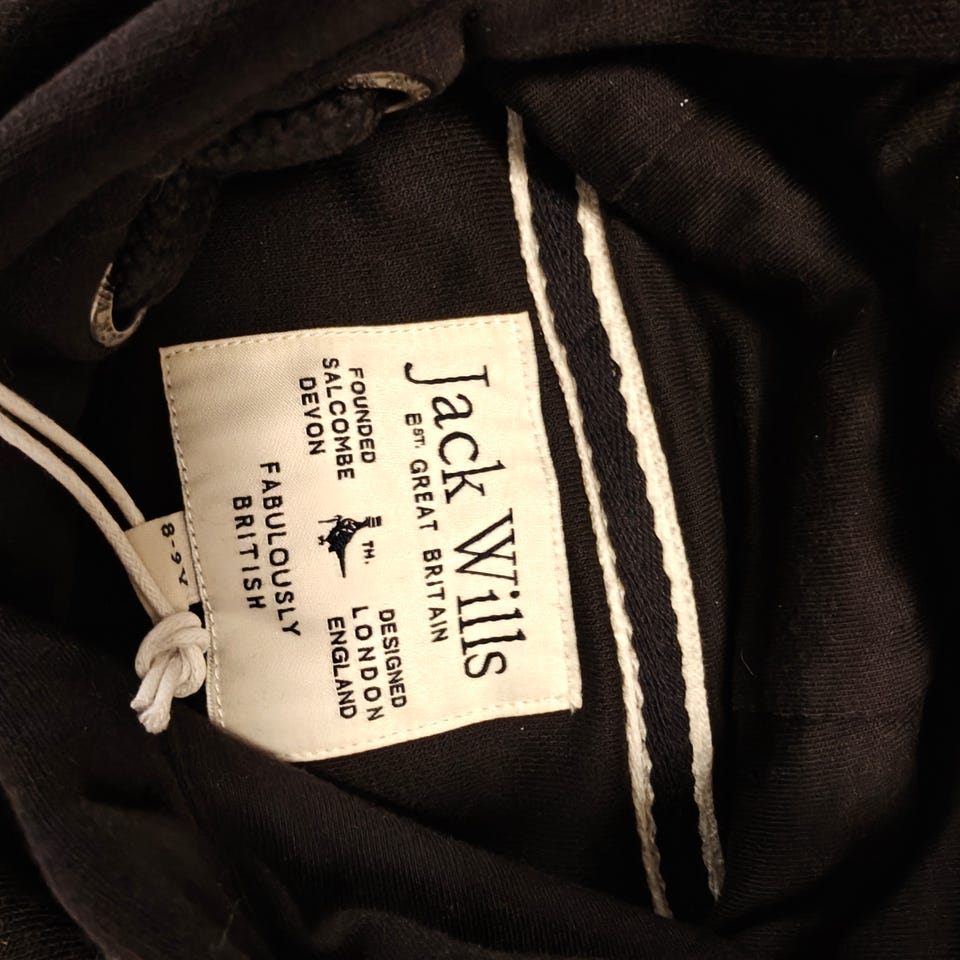 Jack Wills
EST. GREAT BRITAIN
FOUNDED
SALCOMBE
DEVON
TM.
DESIGNED
LONDON
ENGLAND
FABULOUSLY
BRITISH
8-9Y